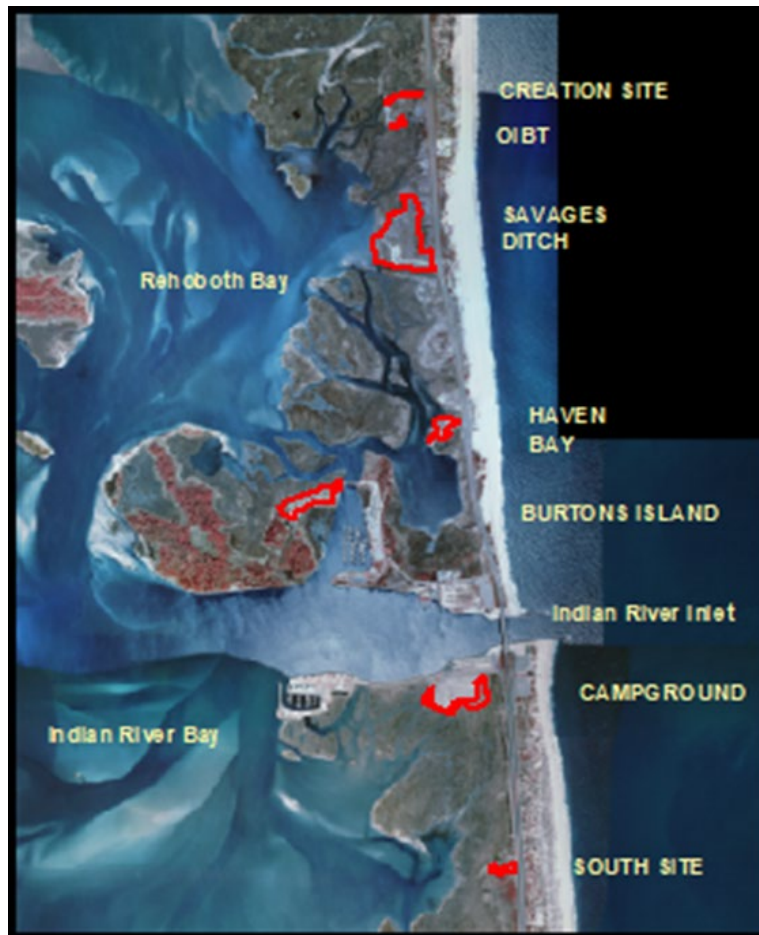 CREATION SITE
OIBT
SAVAGES
DITCH
Rehoboth Bay
HAVEN
BAY
BURTONS ISLAND
Indian River Inlet
CAMPGROUND
Indian River Bay
SOUTH SITE